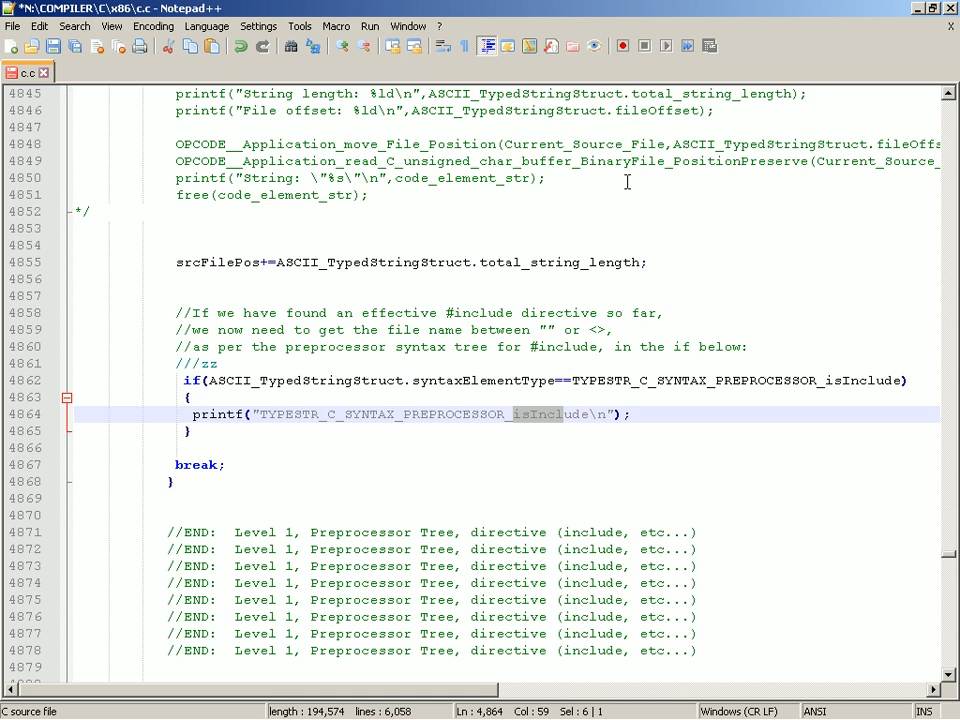 *N:\COMPILER\C\x86\c.c - Notepad++
File Edit Search View Encoding Language Settings Tools Macro Run Window ? X
c.c
4845 printf("String length: %ld\n",ASCII_TypedStringStruct.total_string_length);
4846 printf("File offset: %ld\n",ASCII_TypedStringStruct.fileOffset);
4847
4848 OPCODE__Application_move_File_Position(Current_Source_File,ASCII_TypedStringStruct.fileOffs
4849 OPCODE__Application_read_C_unsigned_char_buffer_BinaryFile_PositionPreserve(Current_Source_
4850 printf("String: \"%s\"\n",code_element_str);
4851 free(code_element_str);
4852 */
4853
4854
4855 srcFilePos+=ASCII_TypedStringStruct.total_string_length;
4856
4857
4858 //If we have found an effective #include directive so far,
4859 //we now need to get the file name between "" or <>,
4860 //as per the preprocessor syntax tree for #include, in the if below:
4861 ///zz
4862 if(ASCII_TypedStringStruct.syntaxElementType==TYPESTR_C_SYNTAX_PREPROCESSOR_isInclude)
4863 {
4864 printf("TYPESTR_C_SYNTAX_PREPROCESSOR_isInclude\n");
4865 }
4866
4867 break;
4868 }
4869
4870
4871 //END: Level 1, Preprocessor Tree, directive (include, etc...)
4872 //END: Level 1, Preprocessor Tree, directive (include, etc...)
4873 //END: Level 1, Preprocessor Tree, directive (include, etc...)
4874 //END: Level 1, Preprocessor Tree, directive (include, etc...)
4875 //END: Level 1, Preprocessor Tree, directive (include, etc...)
4876 //END: Level 1, Preprocessor Tree, directive (include, etc...)
4877 //END: Level 1, Preprocessor Tree, directive (include, etc...)
4878 //END: Level 1, Preprocessor Tree, directive (include, etc...)
4879
C source file length : 194,574 lines : 6,058 Ln : 4,864 Col : 59 Sel : 6 | 1 Windows (CR LF) ANSI INS